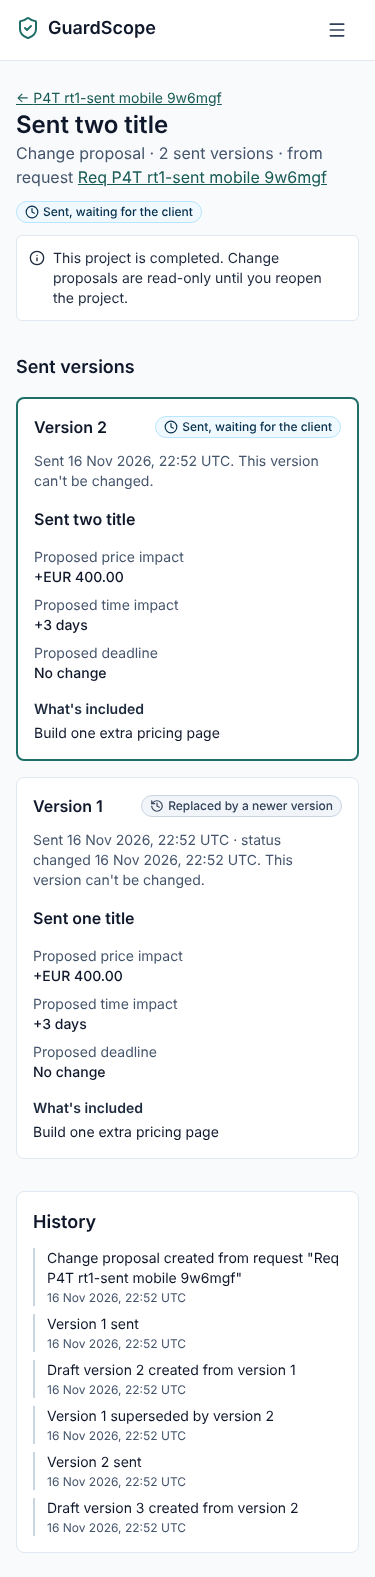 GuardScope
← P4T rt1-sent mobile 9w6mgf
Sent two title
Change proposal · 2 sent versions · from
request Req P4T rt1-sent mobile 9w6mgf
Sent, waiting for the client
This project is completed. Change
proposals are read-only until you reopen
the project.
Sent versions
Version 2
Sent, waiting for the client
Sent 16 Nov 2026, 22:52 UTC. This version
can't be changed.
Sent two title
Proposed price impact
+EUR 400.00
Proposed time impact
+3 days
Proposed deadline
No change
What's included
Build one extra pricing page
Version 1
Replaced by a newer version
Sent 16 Nov 2026, 22:52 UTC · status
changed 16 Nov 2026, 22:52 UTC. This
version can't be changed.
Sent one title
Proposed price impact
+EUR 400.00
Proposed time impact
+3 days
Proposed deadline
No change
What's included
Build one extra pricing page
History
Change proposal created from request "Req
P4T rt1-sent mobile 9w6mgf"
16 Nov 2026, 22:52 UTC
Version 1 sent
16 Nov 2026, 22:52 UTC
Draft version 2 created from version 1
16 Nov 2026, 22:52 UTC
Version 1 superseded by version 2
16 Nov 2026, 22:52 UTC
Version 2 sent
16 Nov 2026, 22:52 UTC
Draft version 3 created from version 2
16 Nov 2026, 22:52 UTC